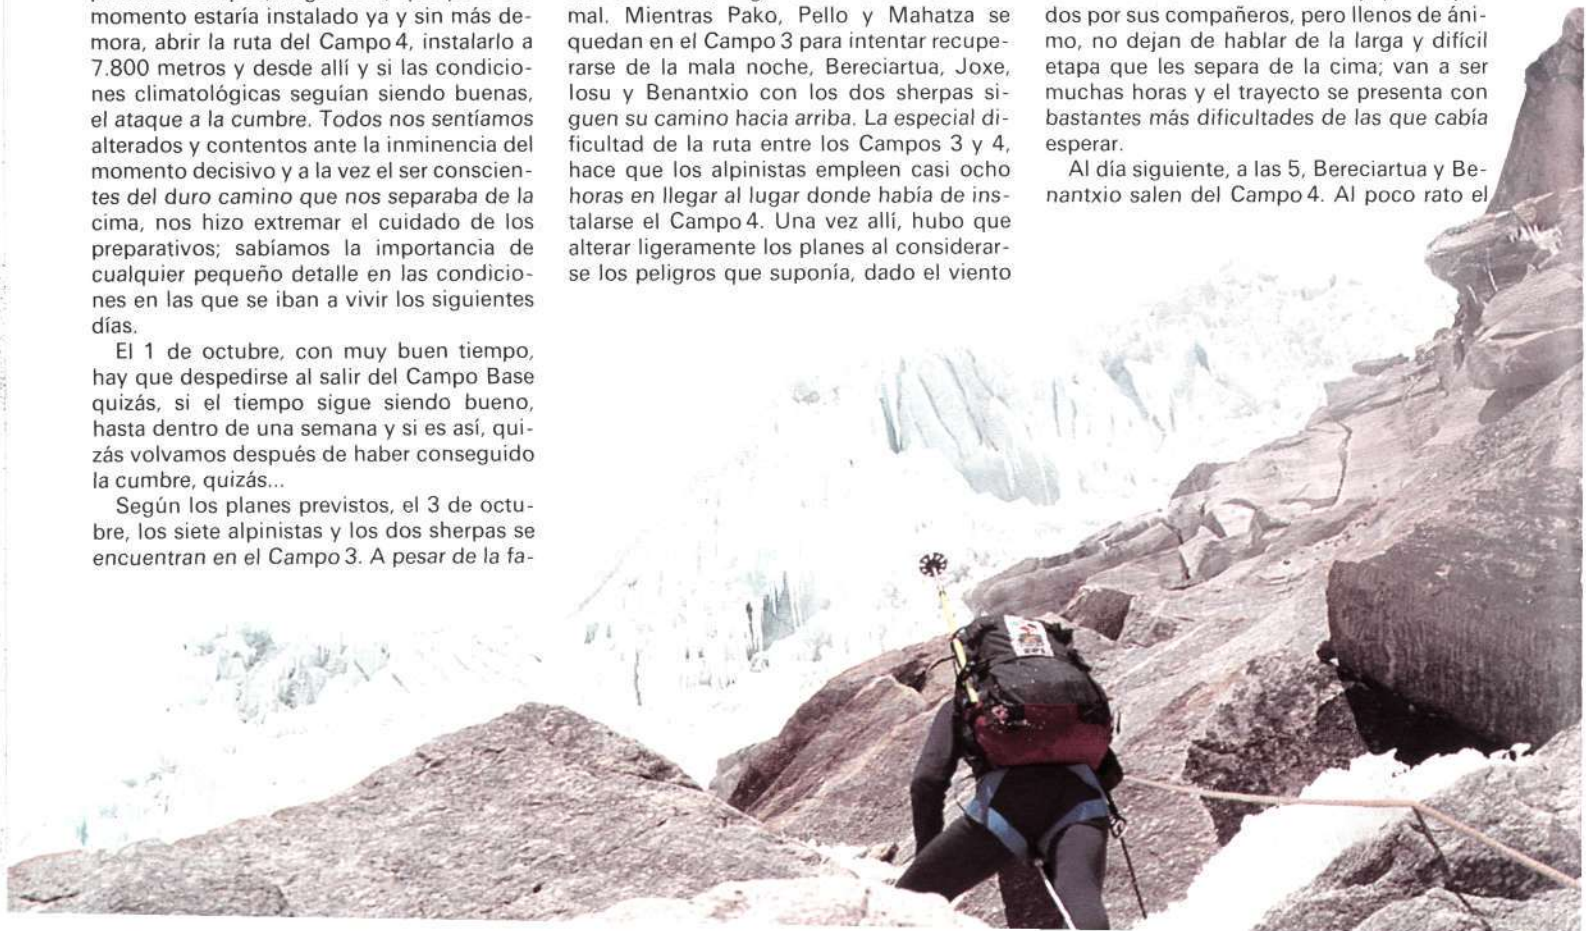 momento estaría instalado ya y sin más de-
mora, abrir la ruta del Campo 4, instalarlo a
7.800 metros y desde allí y si las condicio-
nes climatológicas seguían siendo buenas,
el ataque a la cumbre. Todos nos sentíamos
alterados y contentos ante la inminencia del
momento decisivo y a la vez el ser conscien-
tes del duro camino que nos separaba de la
cima, nos hizo extremar el cuidado de los
preparativos; sabíamos la importancia de
cualquier pequeño detalle en las condicio-
nes en las que se iban a vivir los siguientes
días.
El 1 de octubre, con muy buen tiempo,
hay que despedirse al salir del Campo Base
quizás, si el tiempo sigue siendo bueno,
hasta dentro de una semana y si es así, qui-
zás volvamos después de haber conseguido
la cumbre, quizás...
Según los planes previstos, el 3 de octu-
bre, los siete alpinistas y los dos sherpas se
encuentran en el Campo 3. A pesar de la fa-
mal. Mientras Pako, Pello y Mahatza se
quedan en el Campo 3 para intentar recupe-
rarse de la mala noche, Bereciartua, Joxe,
Iosu y Benantxio con los dos sherpas si-
guen su camino hacia arriba. La especial di-
ficultad de la ruta entre los Campos 3 y 4,
hace que los alpinistas empleen casi ocho
horas en llegar al lugar donde había de ins-
talarse el Campo 4. Una vez allí, hubo que
alterar ligeramente los planes al considerar-
se los peligros que suponía, dado el viento
dos por sus compañeros, pero llenos de áni-
mo, no dejan de hablar de la larga y difícil
etapa que les separa de la cima; van a ser
muchas horas y el trayecto se presenta con
bastantes más dificultades de las que cabía
esperar.
Al día siguiente, a las 5, Bereciartua y Be-
nantxio salen del Campo 4. Al poco rato el